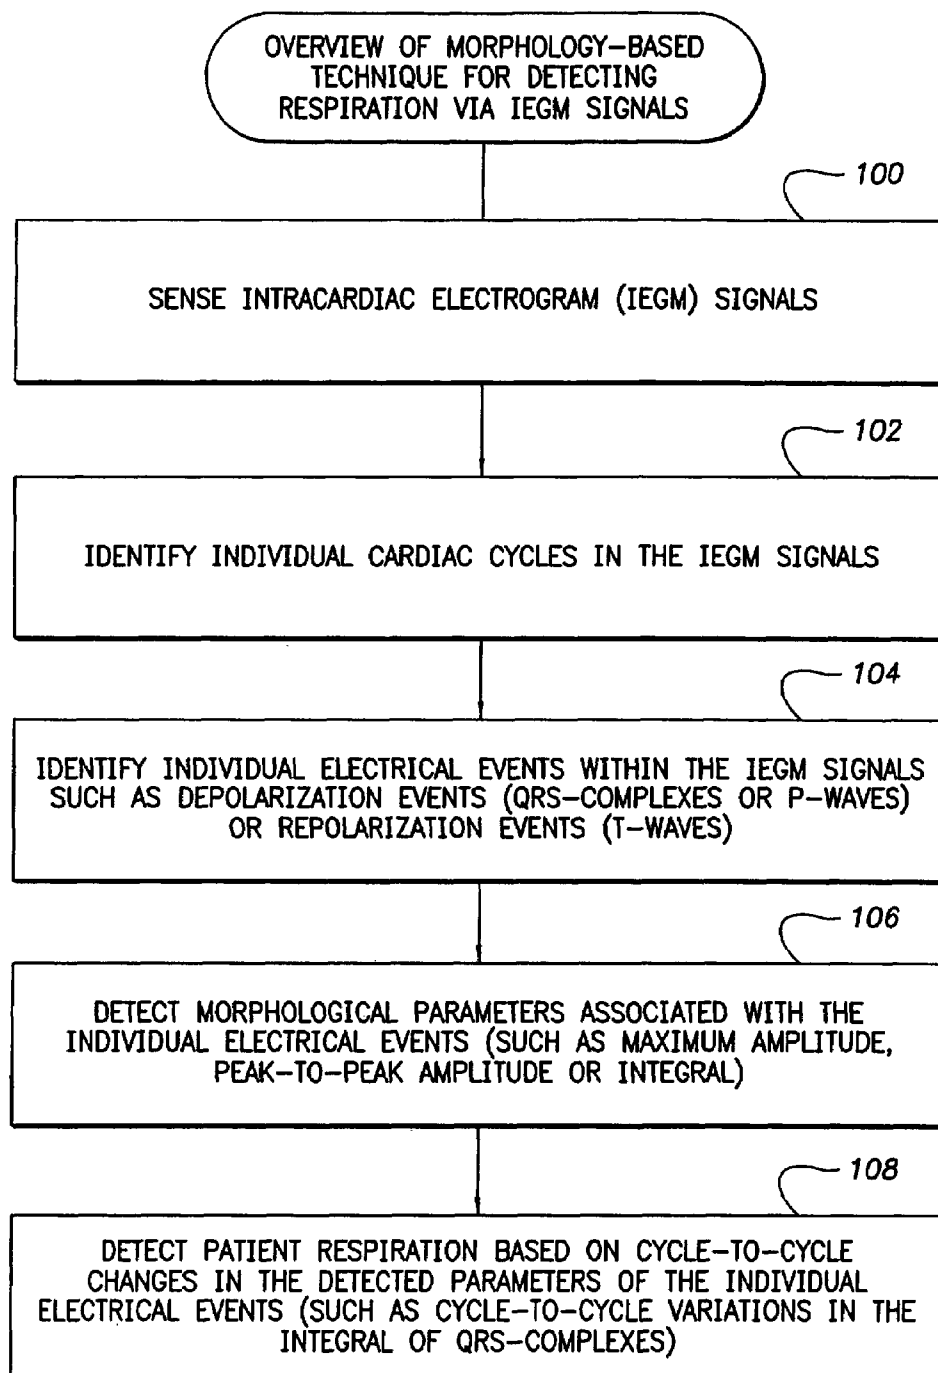 OVERVIEW OF MORPHOLOGY-BASED
TECHNIQUE FOR DETECTING
RESPIRATION VIA IEGM SIGNALS
100
SENSE INTRACARDIAC ELECTROGRAM (IEGM) SIGNALS
102
IDENTIFY INDIVIDUAL CARDIAC CYCLES IN THE IEGM SIGNALS
104
IDENTIFY INDIVIDUAL ELECTRICAL EVENTS WITHIN THE IEGM SIGNALS
SUCH AS DEPOLARIZATION EVENTS (QRS-COMPLEXES OR P-WAVES)
OR REPOLARIZATION EVENTS (T-WAVES)
106
DETECT MORPHOLOGICAL PARAMETERS ASSOCIATED WITH THE
INDIVIDUAL ELECTRICAL EVENTS (SUCH AS MAXIMUM AMPLITUDE,
PEAK-TO-PEAK AMPLITUDE OR INTEGRAL)
108
DETECT PATIENT RESPIRATION BASED ON CYCLE-TO-CYCLE
CHANGES IN THE DETECTED PARAMETERS OF THE INDIVIDUAL
ELECTRICAL EVENTS (SUCH AS CYCLE-TO-CYCLE VARIATIONS IN THE
INTEGRAL OF QRS-COMPLEXES)